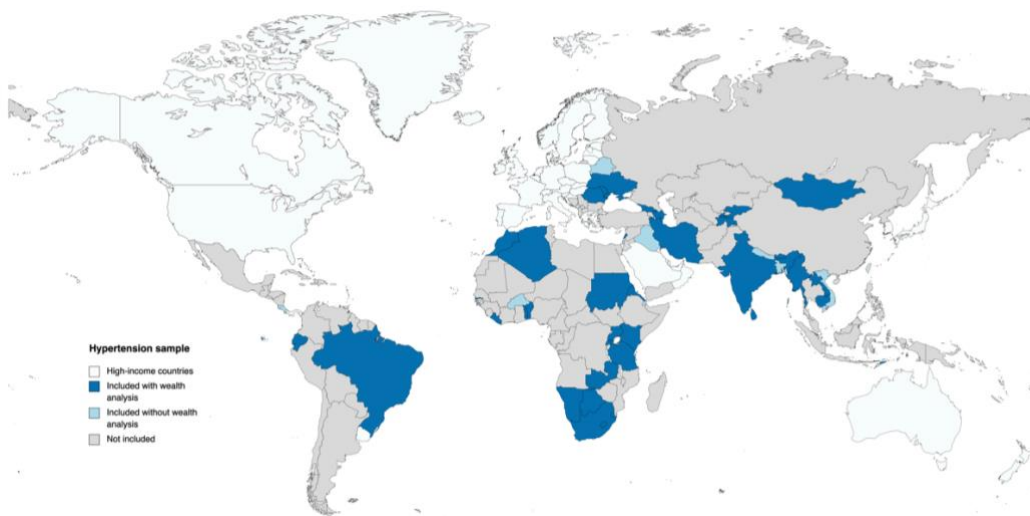 Hypertension sample
High-income countries
Included with wealth
analysis
Included without wealth
analysis
Not included